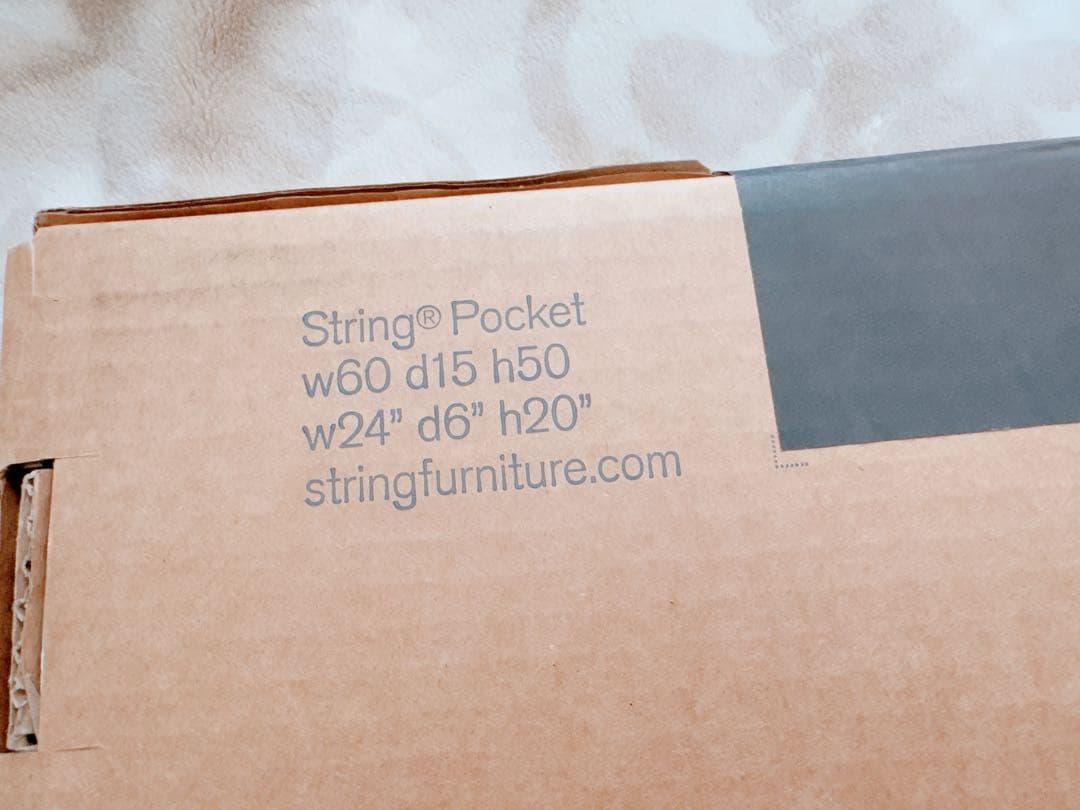 String® Pocket
w60 d15 h50
w24” d6” h20”
stringfurniture.com